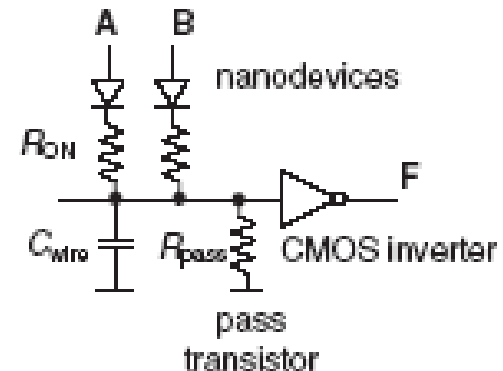 A B
nanodevices
RON
F
Cwire Rpass CMOS inverter
pass
transistor